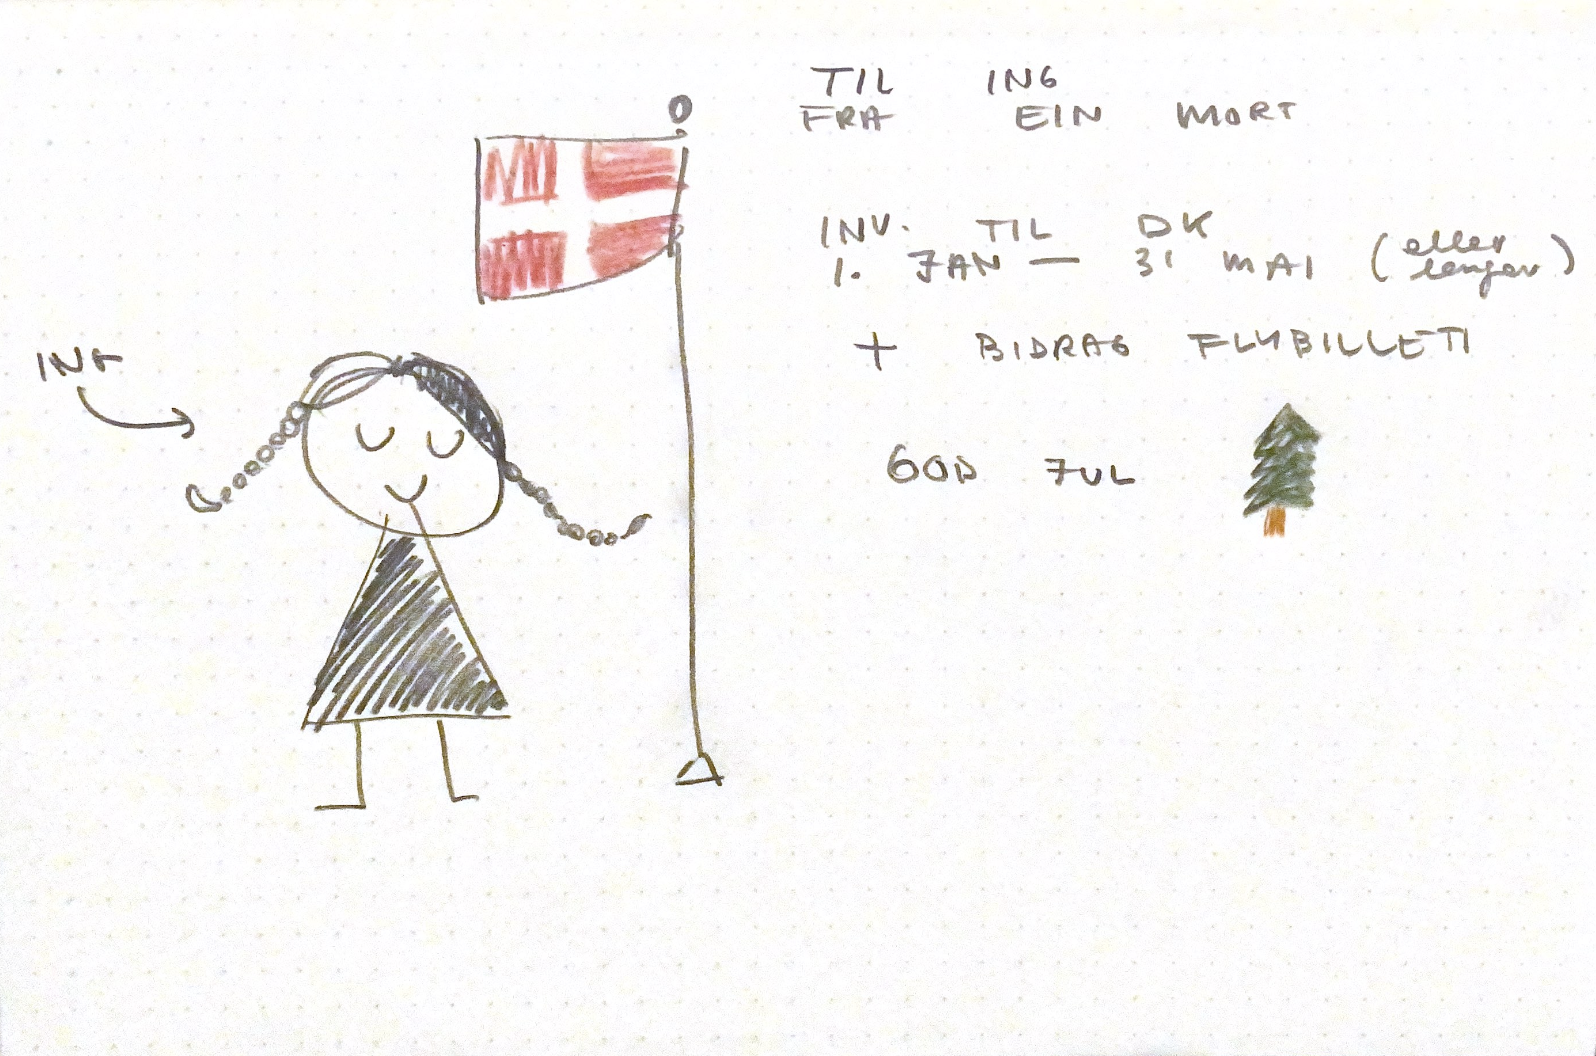 TIL ING
FRA EIN MORT
INV. TIL DK
1. JAN — 31 MAI (eller lenger)
+ BIDRAG FLYBILLETT
GOD JUL
ING